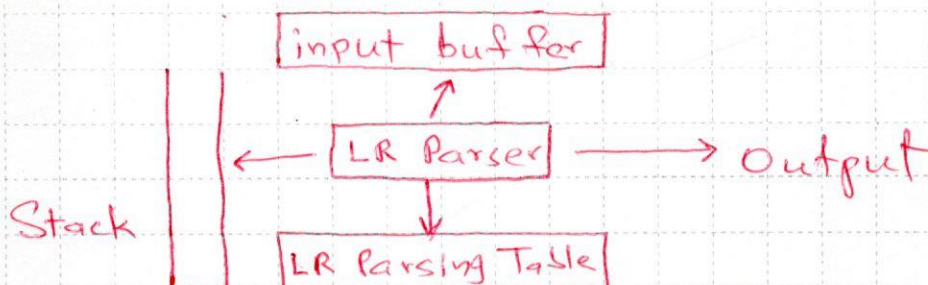 input buffer
LR Parser
Output
Stack
LR Parsing Table